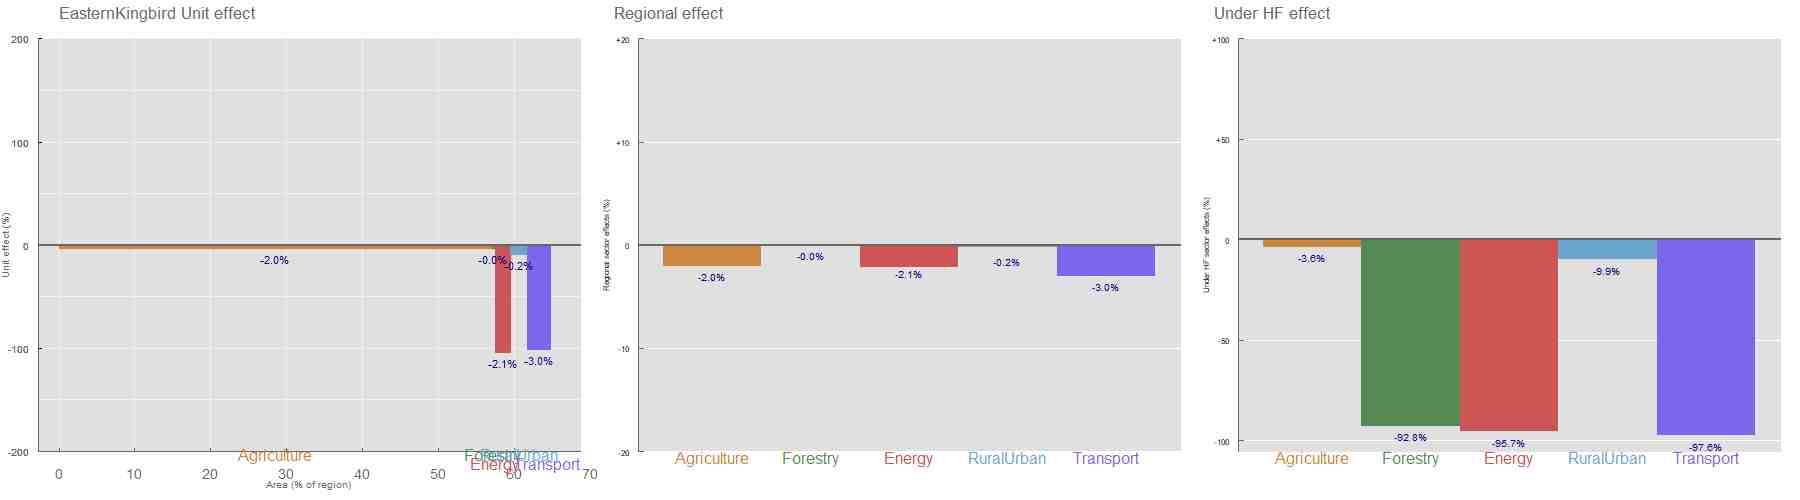 EasternKingbird Unit effect
200
100
0
-100
-200
Unit effect (%)
-2.0%
-0.0%
-0.2%
-2.1%
-3.0%
Agriculture
Forestry
RuralUrban
Energy
Transport
0 10 20 30 40 50 60 70
Area (% of region)
Regional effect
+20
+10
0
-10
-20
Regional sector effects (%)
-2.0%
-0.0%
-2.1%
-0.2%
-3.0%
Agriculture Forestry Energy RuralUrban Transport
Under HF effect
+100
+50
0
-50
-100
Under HF sector effects (%)
-3.6%
-92.8%
-95.7%
-9.9%
-97.6%
Agriculture Forestry Energy RuralUrban Transport